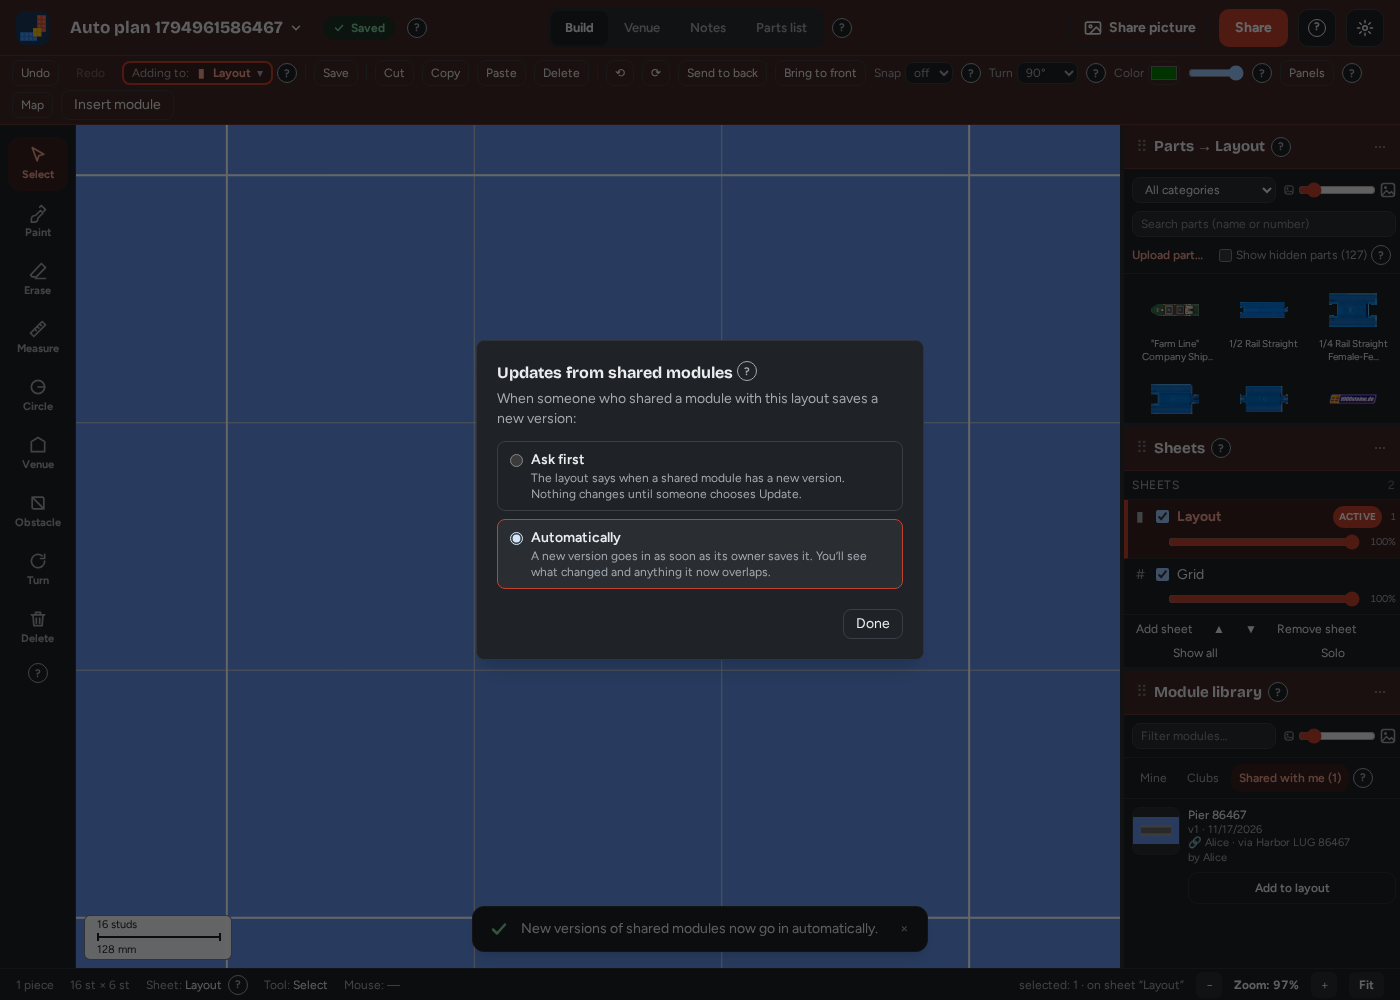 Auto plan 1794961586467
Saved
?
Build
Venue
Notes
Parts list
?
Share picture
Share
?
Undo
Redo
Adding to: Layout ▾
?
Save
Cut
Copy
Paste
Delete
⟲
⟳
Send to back
Bring to front
Snap off
?
Turn 90°
?
Color
?
Panels
?
Map
Insert module
Select
Paint
Erase
Measure
Circle
Venue
Obstacle
Turn
Delete
?
Parts → Layout ?
All categories
Search parts (name or number)
Upload part...
Show hidden parts (127) ?
"Farm Line" Company Ship...
1/2 Rail Straight
1/4 Rail Straight Female-Fe...
Sheets ?
SHEETS 2
Layout ACTIVE 1
100%
# Grid
100%
Add sheet ▲ ▼ Remove sheet
Show all Solo
Module library ?
Filter modules...
Mine Clubs Shared with me (1) ?
Pier 86467
v1 · 11/17/2026
Alice · via Harbor LUG 86467
by Alice
Add to layout
Updates from shared modules ?
When someone who shared a module with this layout saves a
new version:
Ask first
The layout says when a shared module has a new version.
Nothing changes until someone chooses Update.
Automatically
A new version goes in as soon as its owner saves it. You'll see
what changed and anything it now overlaps.
Done
16 studs
128 mm
New versions of shared modules now go in automatically. ×
1 piece 16 st × 6 st Sheet: Layout ? Tool: Select Mouse: —
selected: 1 · on sheet "Layout" − Zoom: 97% + Fit